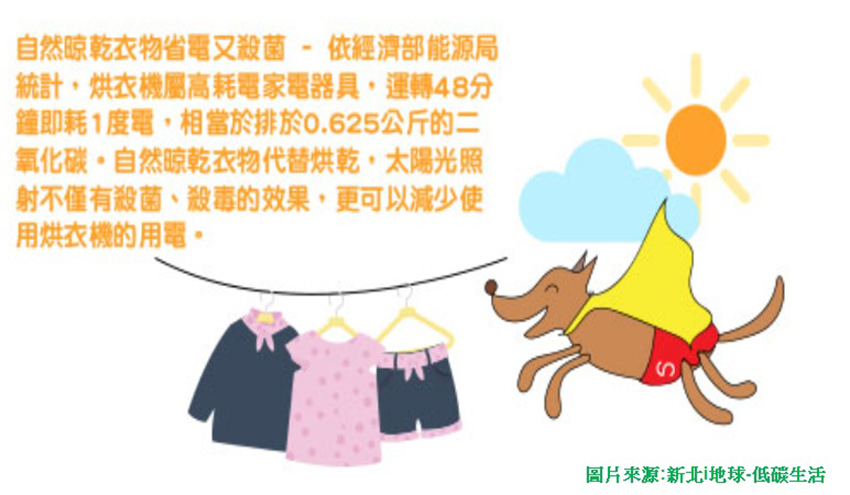 自然晾乾衣物省電又殺菌 - 依經濟部能源局
統計，烘衣機屬高耗電家電器具，運轉48分
鐘即耗1度電，相當於排於0.625公斤的二
氧化碳。自然晾乾衣物代替烘乾，太陽光照
射不僅有殺菌、殺毒的效果，更可以減少使
用烘衣機的用電。
S
圖片來源:新北i地球-低碳生活